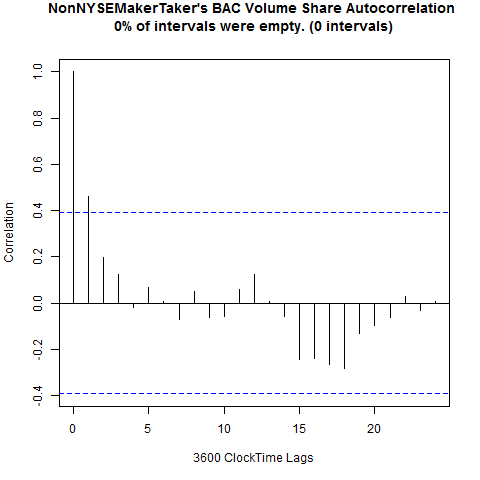 NonNYSEMakerTaker's BAC Volume Share Autocorrelation
0% of intervals were empty. (0 intervals)
1.0
0.8
0.6
0.4
0.2
0.0
-0.2
-0.4
Correlation
0 5 10 15 20
3600 ClockTime Lags